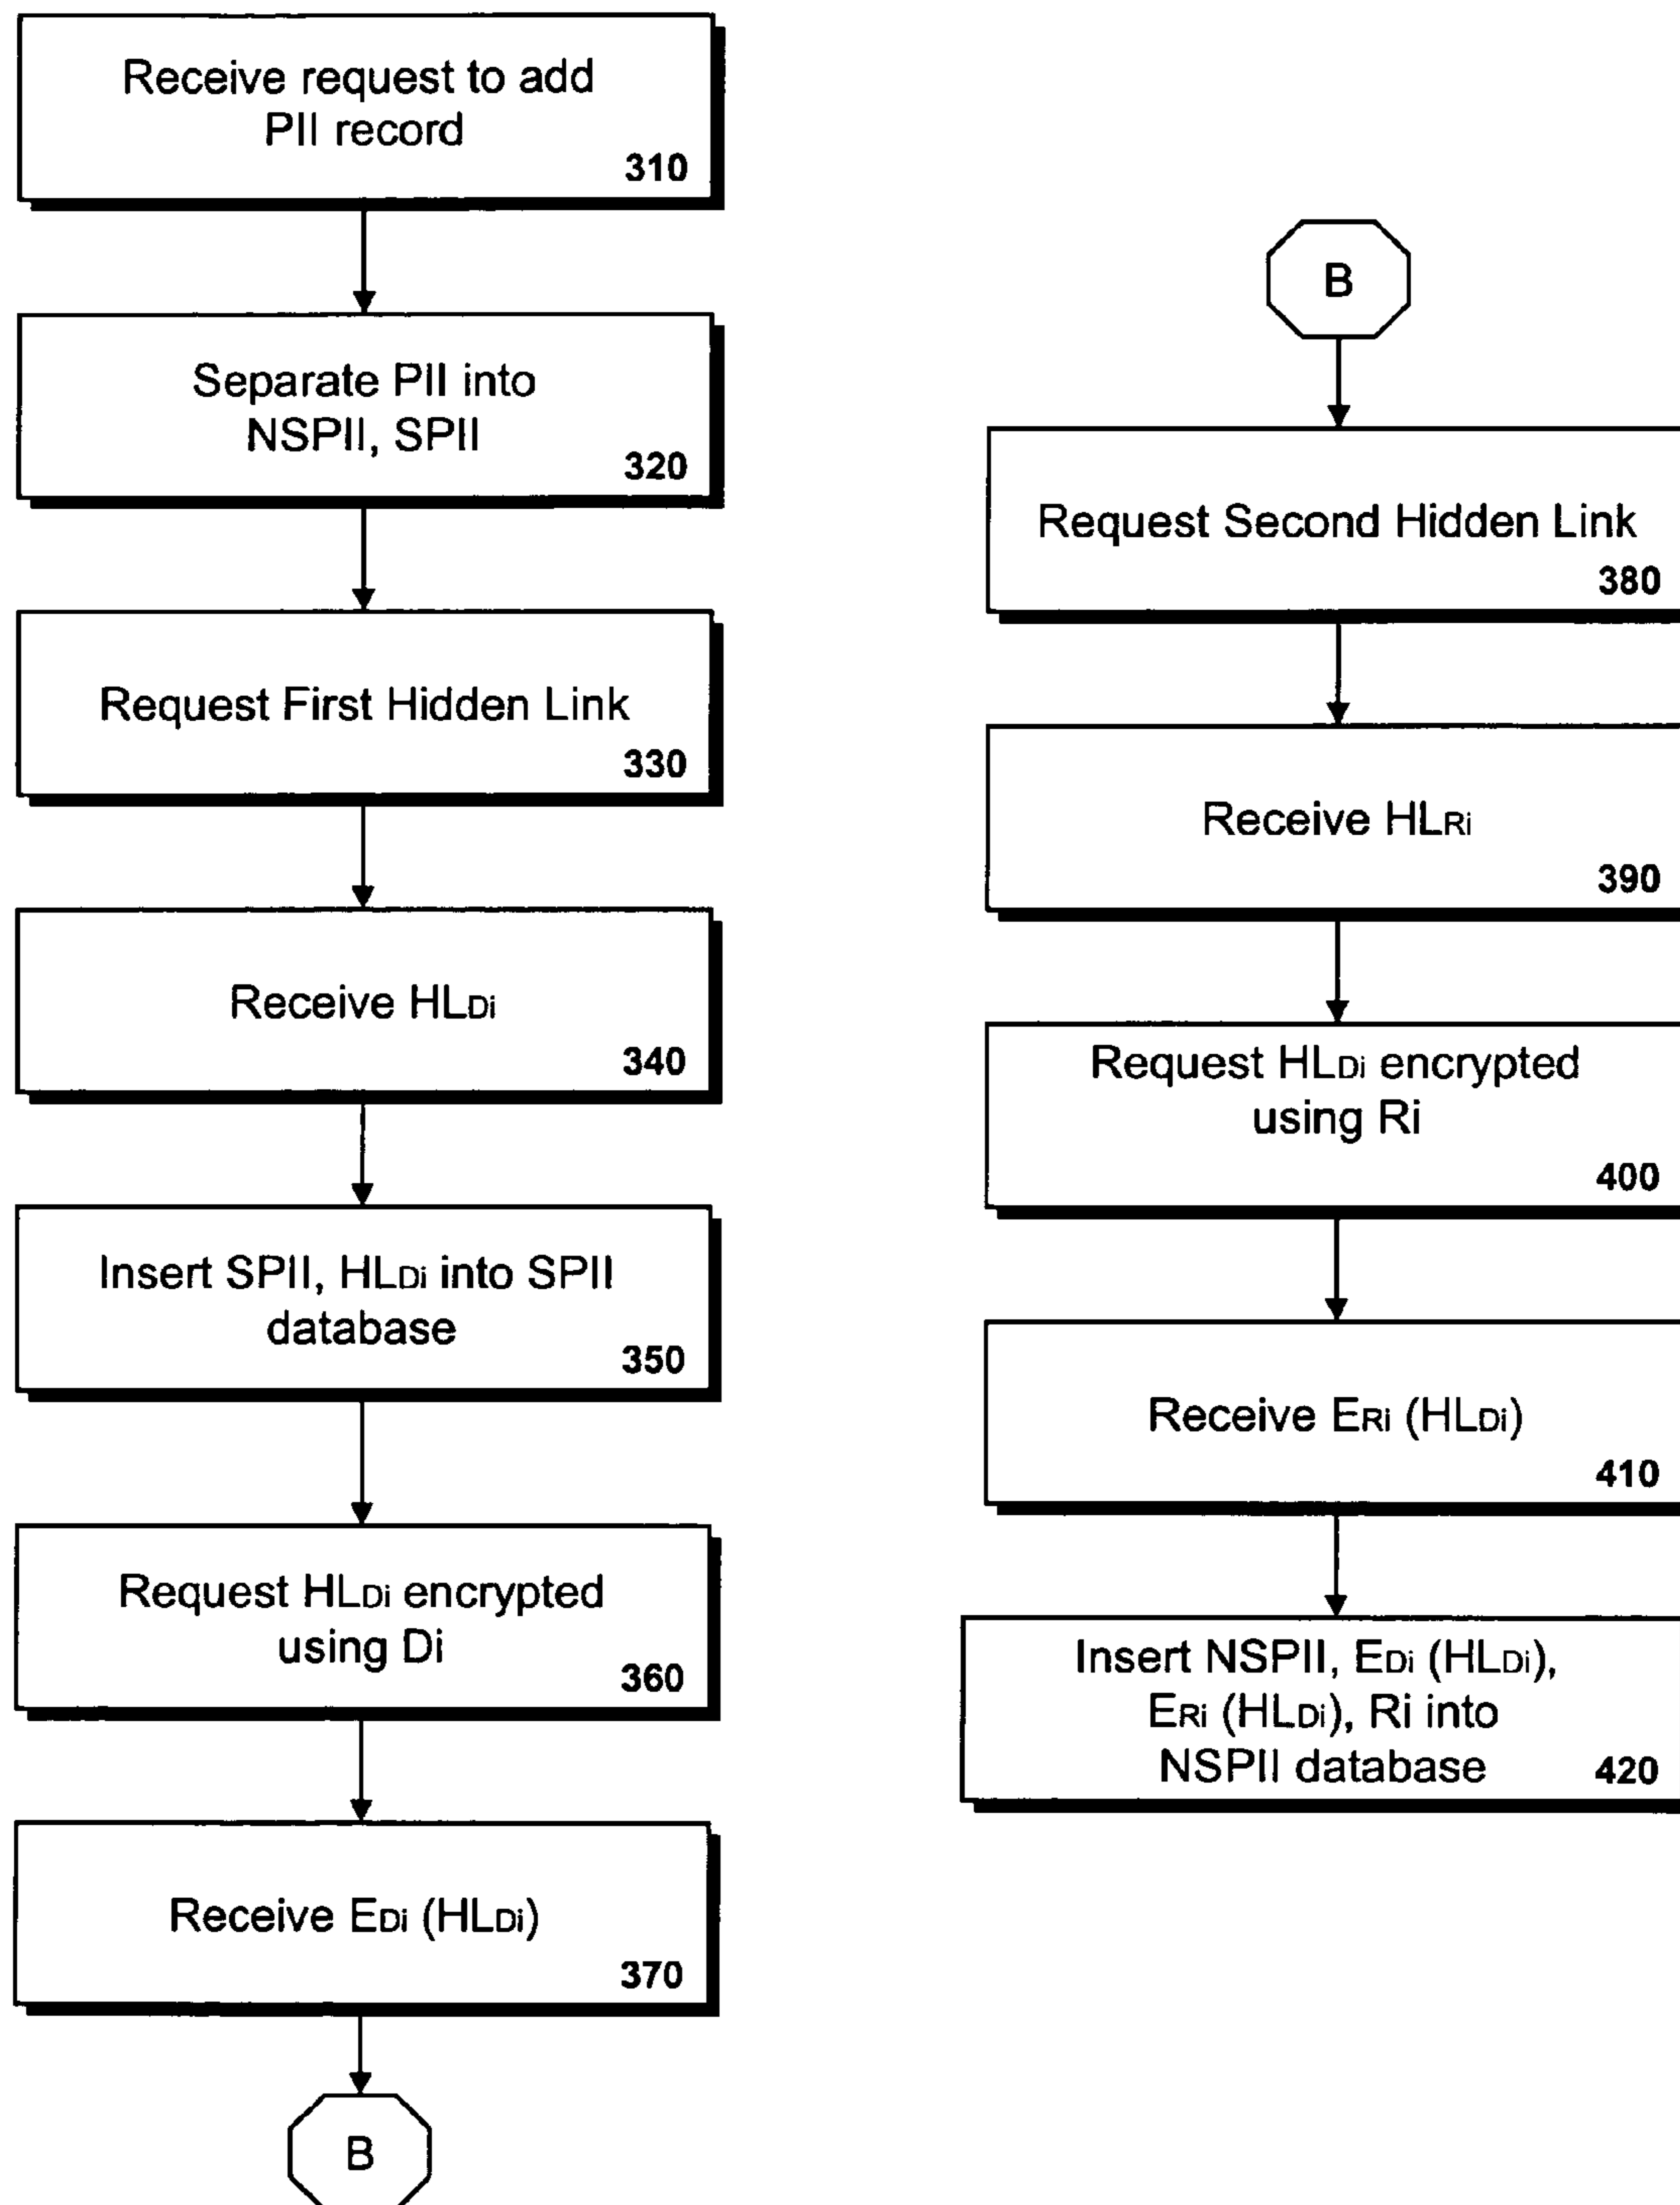 Receive request to add
PII record
310
Separate PII into
NSPII, SPII
320
Request First Hidden Link
330
Receive HLDi
340
Insert SPII, HLDi into SPII
database
350
Request HLDi encrypted
using Di
360
Receive EDi (HLDi)
370
B
B
Request Second Hidden Link
380
Receive HLRi
390
Request HLDi encrypted
using Ri
400
Receive ERi (HLDi)
410
Insert NSPII, EDi (HLDi),
ERi (HLDi), Ri into
NSPII database
420